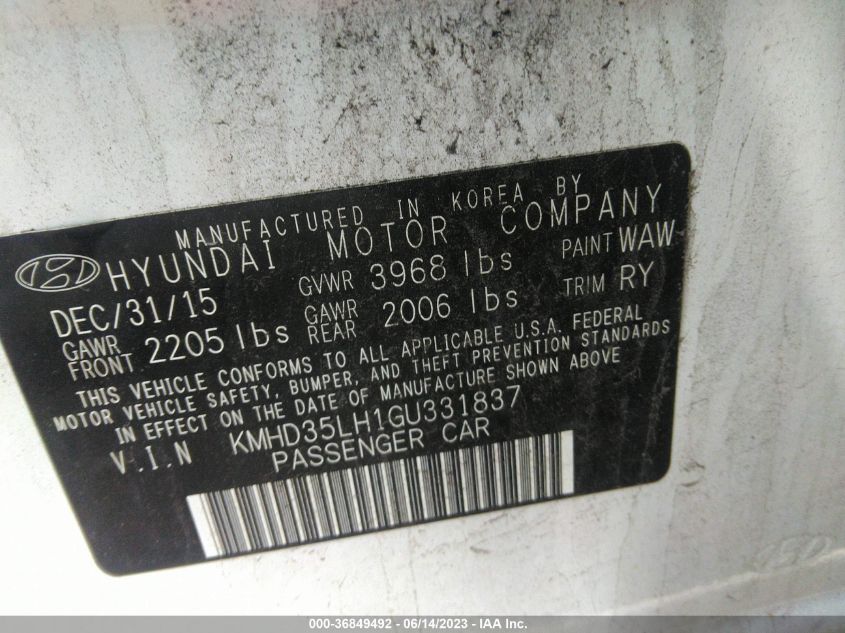 MANUFACTURED IN KOREA BY
HYUNDAI MOTOR COMPANY
DEC/31/15 GVWR 3968 lbs PAINT WAW
GAWR FRONT 2205 lbs GAWR REAR 2006 lbs TRIM RY
THIS VEHICLE CONFORMS TO ALL APPLICABLE U.S.A. FEDERAL
MOTOR VEHICLE SAFETY, BUMPER, AND THEFT PREVENTION STANDARDS
IN EFFECT ON THE DATE OF MANUFACTURE SHOWN ABOVE
V.I.N KMHD35LH1GU331837
PASSENGER CAR
000-36849492 - 06/14/2023 - IAA Inc.